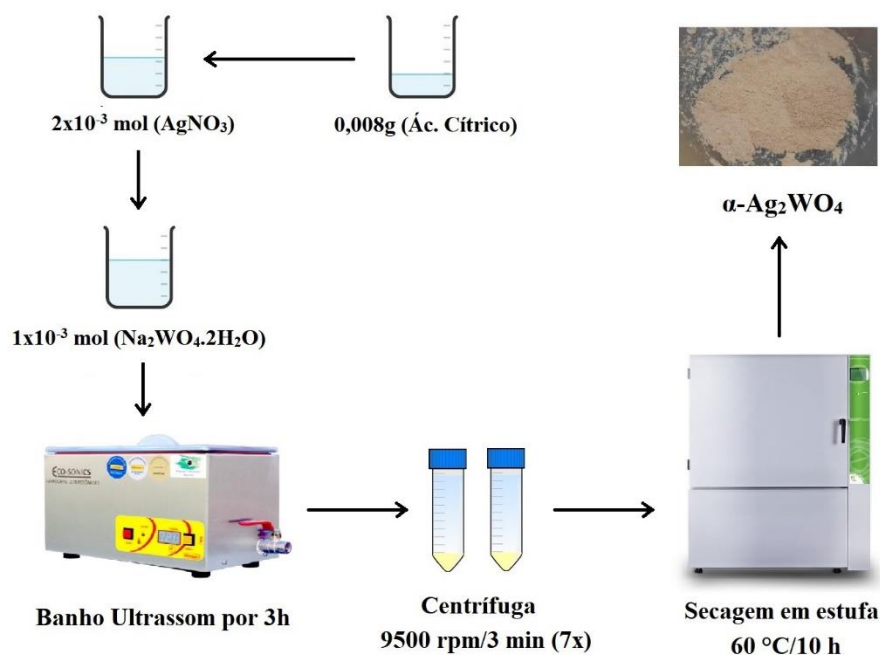 2x10⁻³ mol (AgNO₃)
0,008g (Ác. Cítrico)
α-Ag₂WO₄
1x10⁻³ mol (Na₂WO₄.2H₂O)
ECO-SONICS
Banho Ultrassom por 3h
Centrífuga
9500 rpm/3 min (7x)
Secagem em estufa
60 °C/10 h